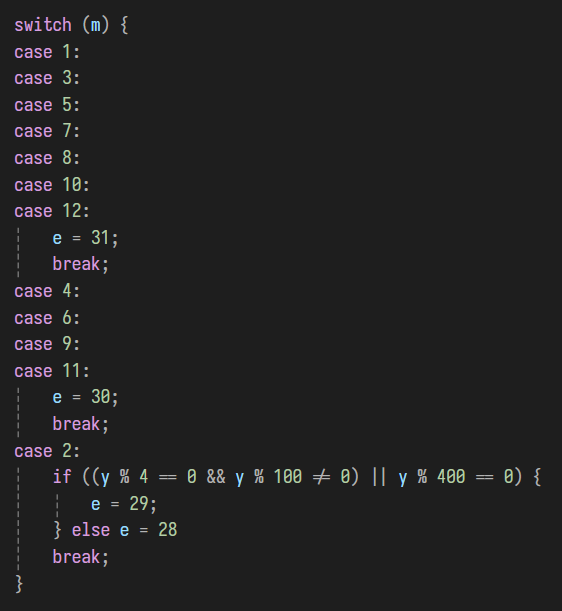 switch (m) {
case 1:
case 3:
case 5:
case 7:
case 8:
case 10:
case 12:
    e = 31;
    break;
case 4:
case 6:
case 9:
case 11:
    e = 30;
    break;
case 2:
    if ((y % 4 == 0 && y % 100 != 0) || y % 400 == 0) {
        e = 29;
    } else e = 28
    break;
}